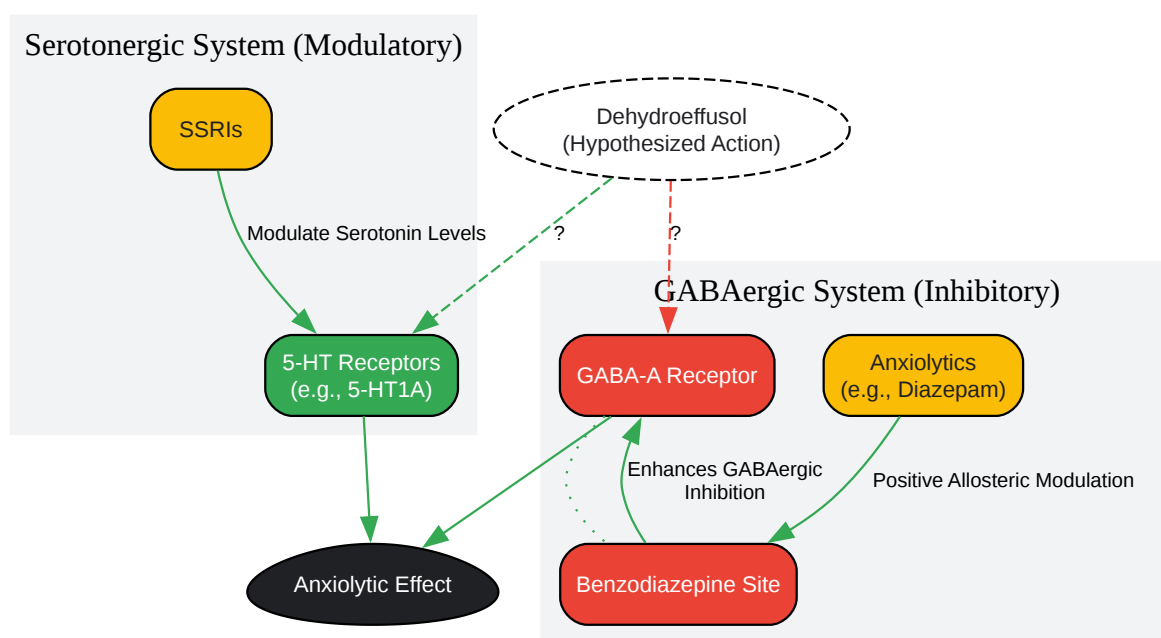 Serotonergic System (Modulatory)
SSRIs
Dehydroeffusol
(Hypothesized Action)
Modulate Serotonin Levels
?
?
GABAergic System (Inhibitory)
5-HT Receptors
(e.g., 5-HT1A)
GABA-A Receptor
Anxiolytics
(e.g., Diazepam)
Enhances GABAergic
Inhibition
Positive Allosteric Modulation
Anxiolytic Effect
Benzodiazepine Site